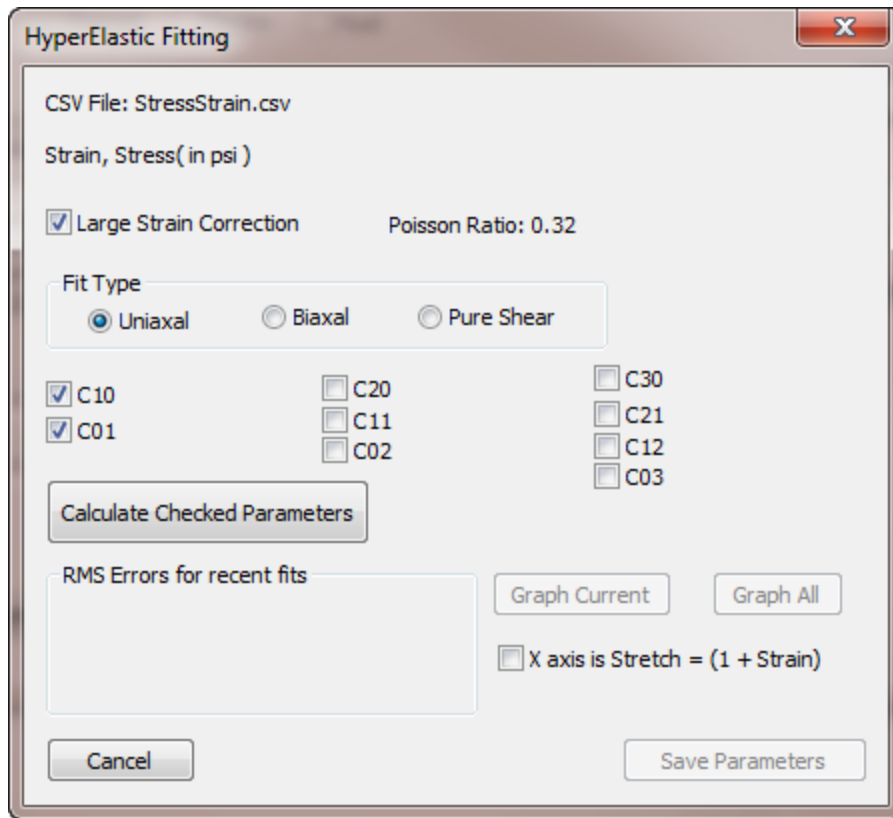 HyperElastic Fitting
CSV File: StressStrain.csv
Strain, Stress( in psi )
Large Strain Correction
Poisson Ratio: 0.32
Fit Type
Uniaxal
Biaxal
Pure Shear
C10
C01
C20
C11
C02
C30
C21
C12
C03
Calculate Checked Parameters
RMS Errors for recent fits
Graph Current
Graph All
X axis is Stretch = (1 + Strain)
Cancel
Save Parameters